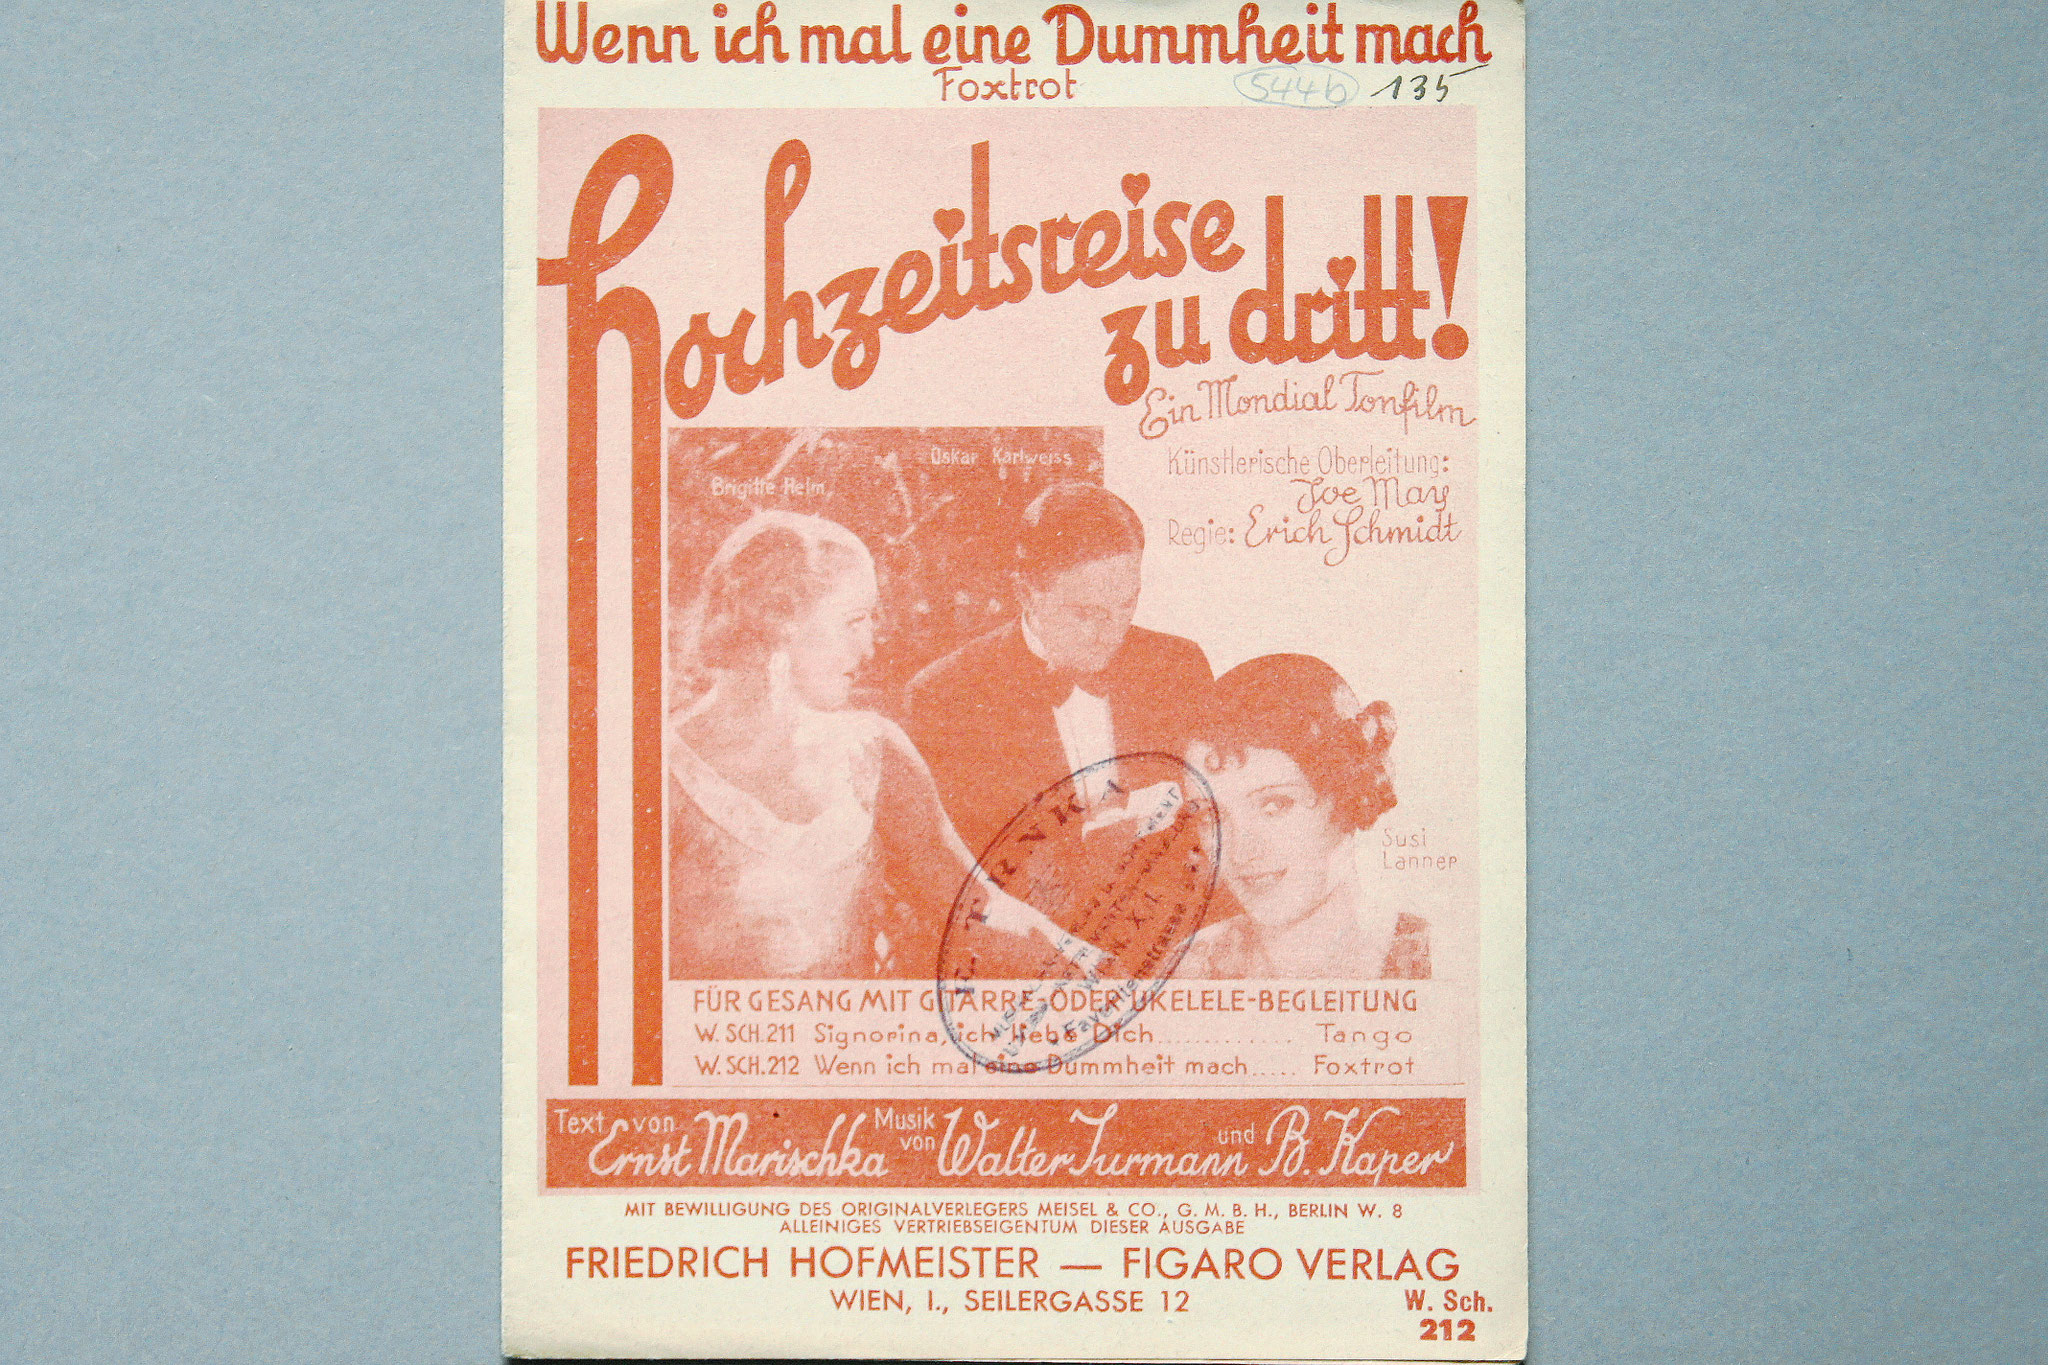 Wenn ich mal eine Dummheit mach
Foxtrot
544b 135
Hochzeitsreise
zu dritt!
Ein Mondial Tonfilm
Künstlerische Oberleitung:
Joe May
Regie: Erich Schmidt
Oskar Karlweiss
Brigitte Helm
Susi
Lanner
TRNKA
WIEN, X.I.
Favoritenstrasse
FÜR GESANG MIT GITARRE-ODER UKELELE-BEGLEITUNG
W. SCH. 211 Signorina, ich liebe Dich.............. Tango
W. SCH. 212 Wenn ich mal eine Dummheit mach..... Foxtrot
Text von Ernst Marischka Musik von Walter Jurmann und B. Kaper
MIT BEWILLIGUNG DES ORIGINALVERLEGERS MEISEL & CO., G. M. B. H., BERLIN W. 8
ALLEINIGES VERTRIEBSEIGENTUM DIESER AUSGABE
FRIEDRICH HOFMEISTER — FIGARO VERLAG
WIEN, I., SEILERGASSE 12
W. Sch.
212